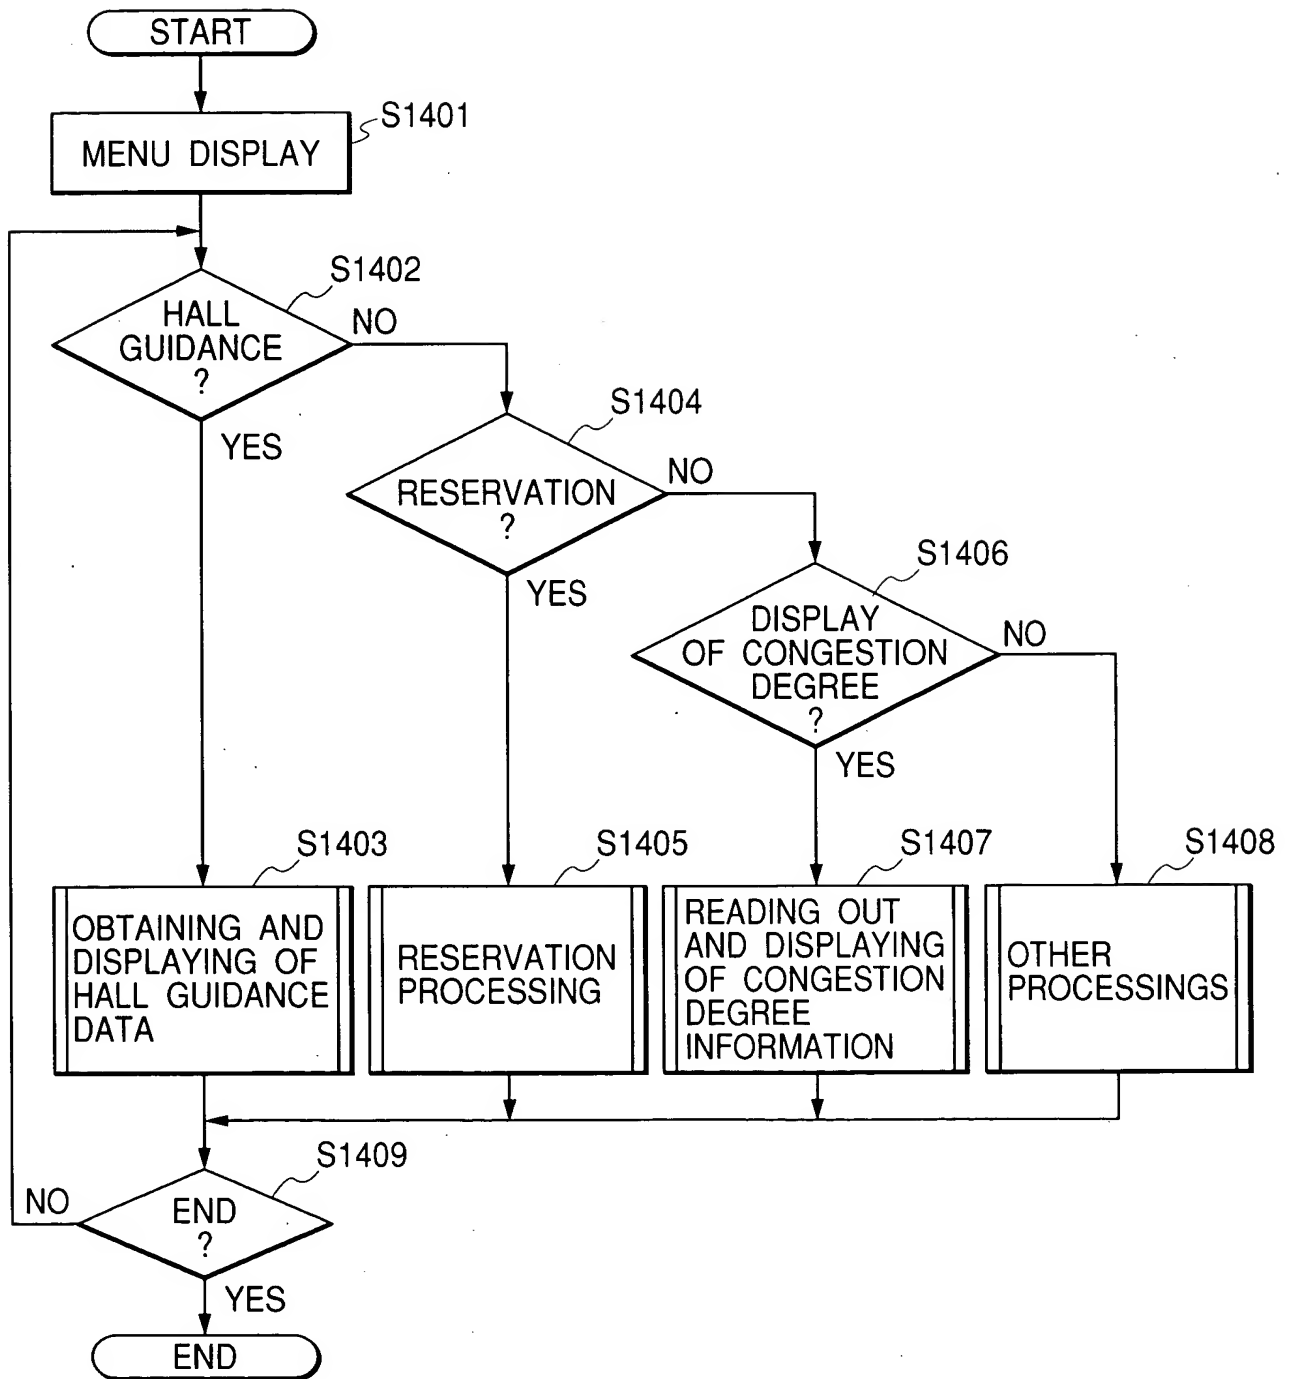 START
S1401
MENU DISPLAY
S1402
HALL
GUIDANCE
?
NO
YES
S1404
RESERVATION
?
NO
YES
S1406
DISPLAY
OF CONGESTION
DEGREE
?
NO
YES
S1403
OBTAINING AND
DISPLAYING OF
HALL GUIDANCE
DATA
S1405
RESERVATION
PROCESSING
S1407
READING OUT
AND DISPLAYING
OF CONGESTION
DEGREE
INFORMATION
S1408
OTHER
PROCESSINGS
S1409
END
?
NO
YES
END